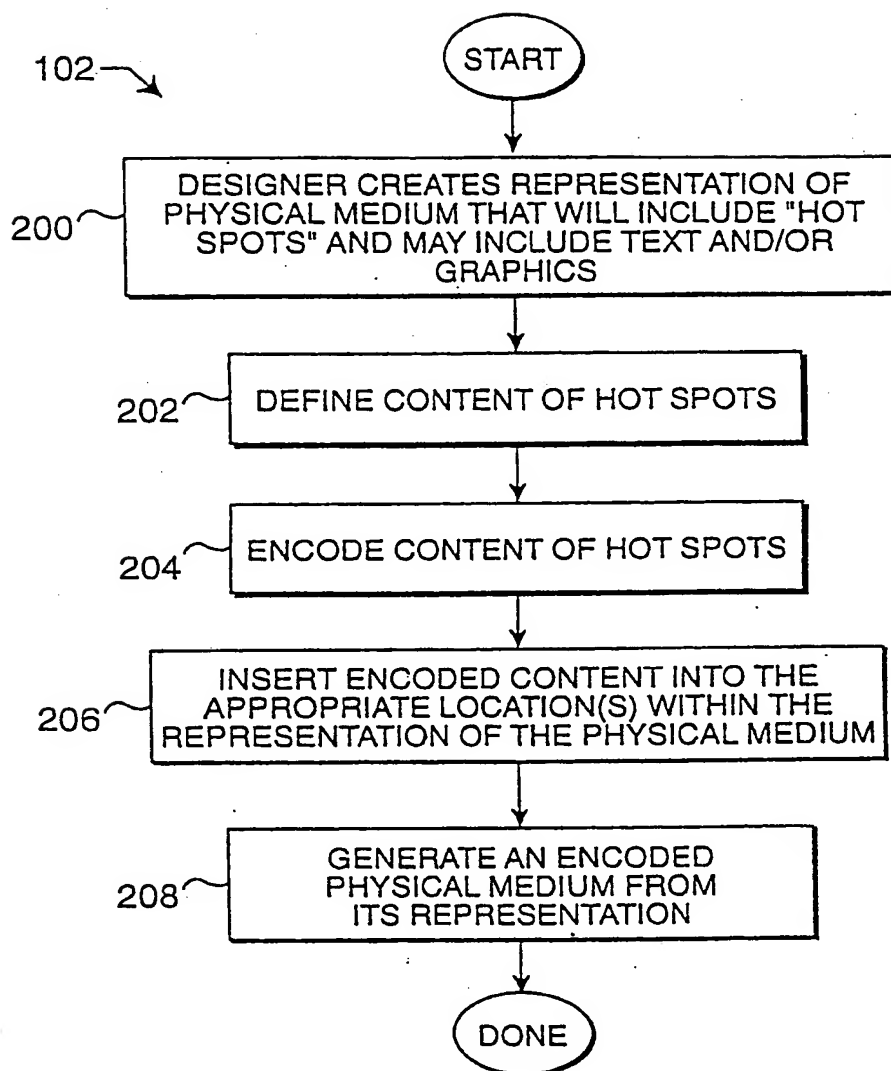 START
102
DESIGNER CREATES REPRESENTATION OF
PHYSICAL MEDIUM THAT WILL INCLUDE "HOT
SPOTS" AND MAY INCLUDE TEXT AND/OR
GRAPHICS
200
DEFINE CONTENT OF HOT SPOTS
202
ENCODE CONTENT OF HOT SPOTS
204
INSERT ENCODED CONTENT INTO THE
APPROPRIATE LOCATION(S) WITHIN THE
REPRESENTATION OF THE PHYSICAL MEDIUM
206
GENERATE AN ENCODED
PHYSICAL MEDIUM FROM
ITS REPRESENTATION
208
DONE